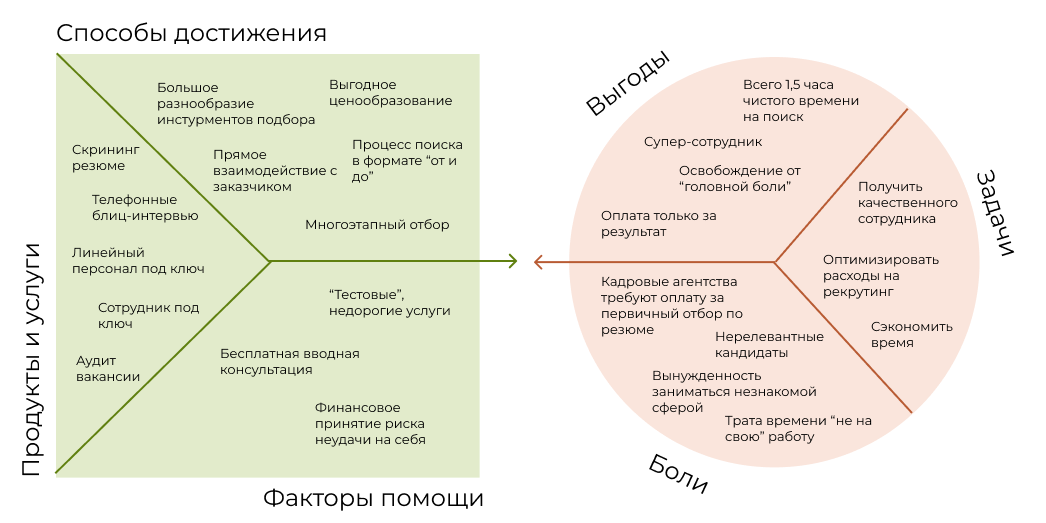 Способы достижения
Большое
разнообразие
инстурментов подбора
Выгодное
ценообразование
Прямое
взаимодействие с
заказчиком
Процесс поиска
в формате “от и
до”
Многоэтапный отбор
Продукты и услуги
Скрининг
резюме
Телефонные
блиц-интервью
Линейный
персонал под ключ
Сотрудник под
ключ
Аудит
вакансии
“Тестовые”,
недорогие услуги
Бесплатная вводная
консультация
Финансовое
принятие риска
неудачи на себя
Факторы помощи
Выгоды
Всего 1,5 часа
чистого времени
на поиск
Супер-сотрудник
Освобождение от
“головной боли”
Оплата только за
результат
Задачи
Получить
качественного
сотрудника
Оптимизировать
расходы на
рекрутинг
Сэкономить
время
Кадровые агентства
требуют оплату за
первичный отбор по
резюме
Нерелевантные
кандидаты
Вынужденность
заниматься незнакомой
сферой
Трата времени “не на
свою” работу
Боли